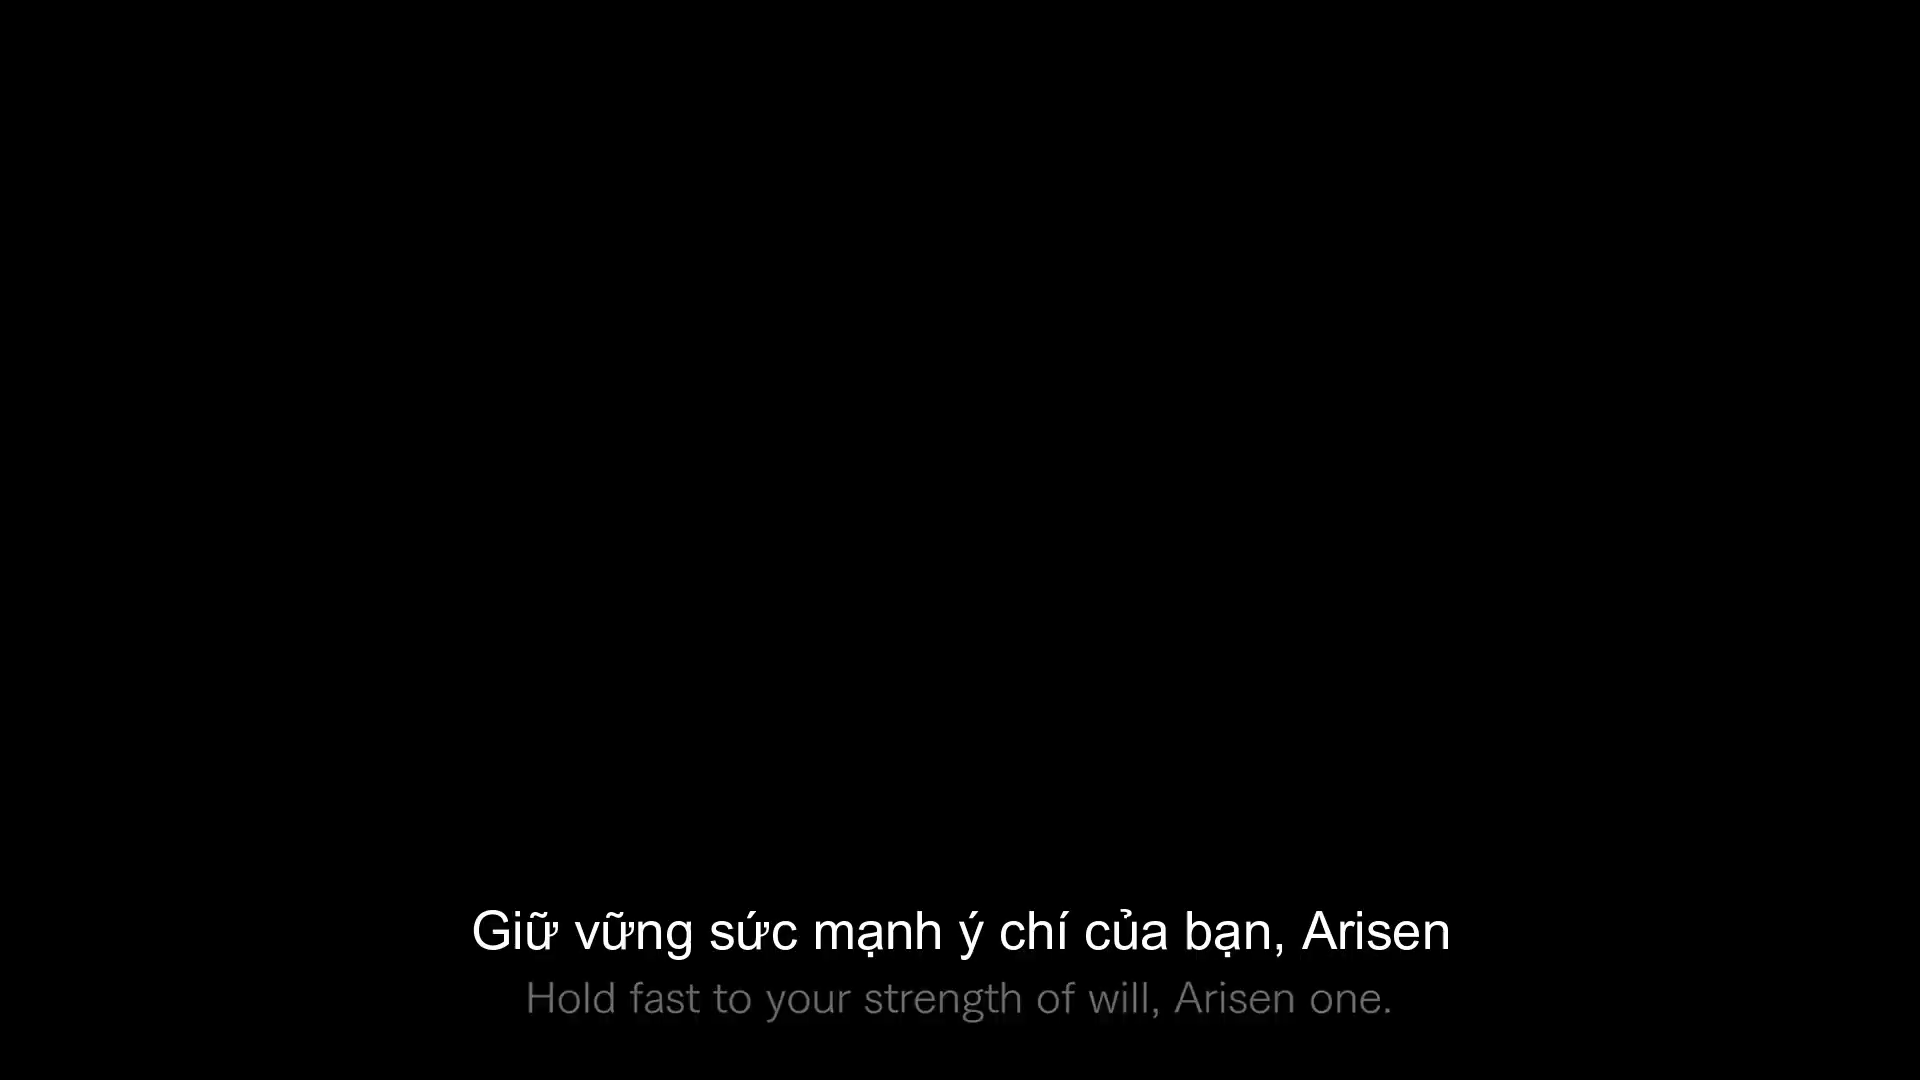 Giữ vững sức mạnh ý chí của bạn, Arisen
Hold fast to your strength of will, Arisen one.